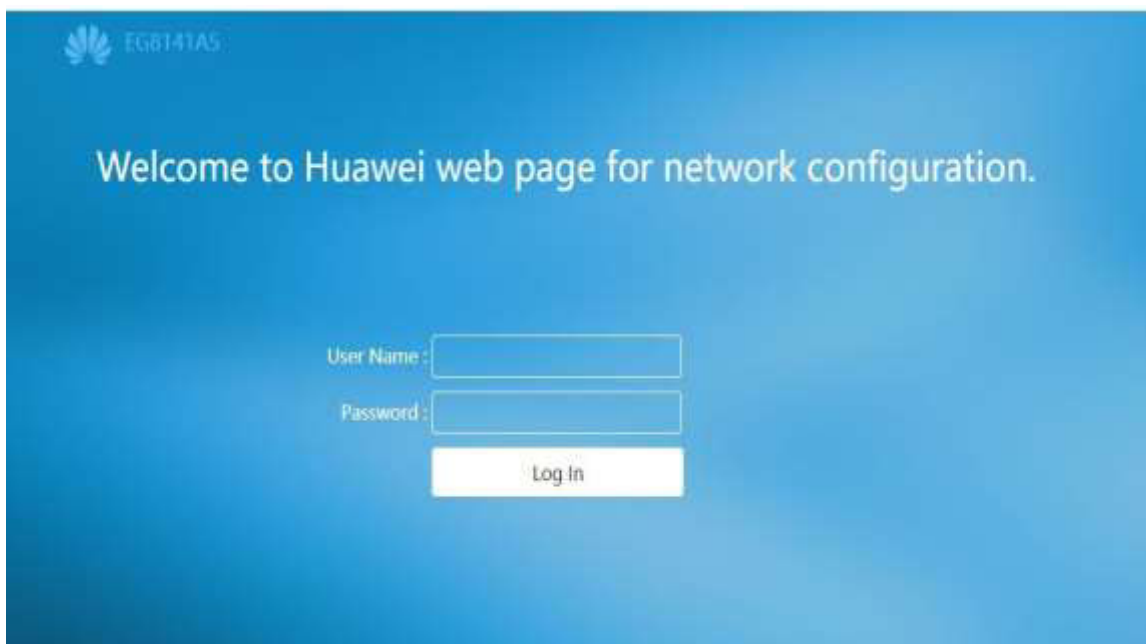 EG8141A5
Welcome to Huawei web page for network configuration.
User Name :
Password :
Log In